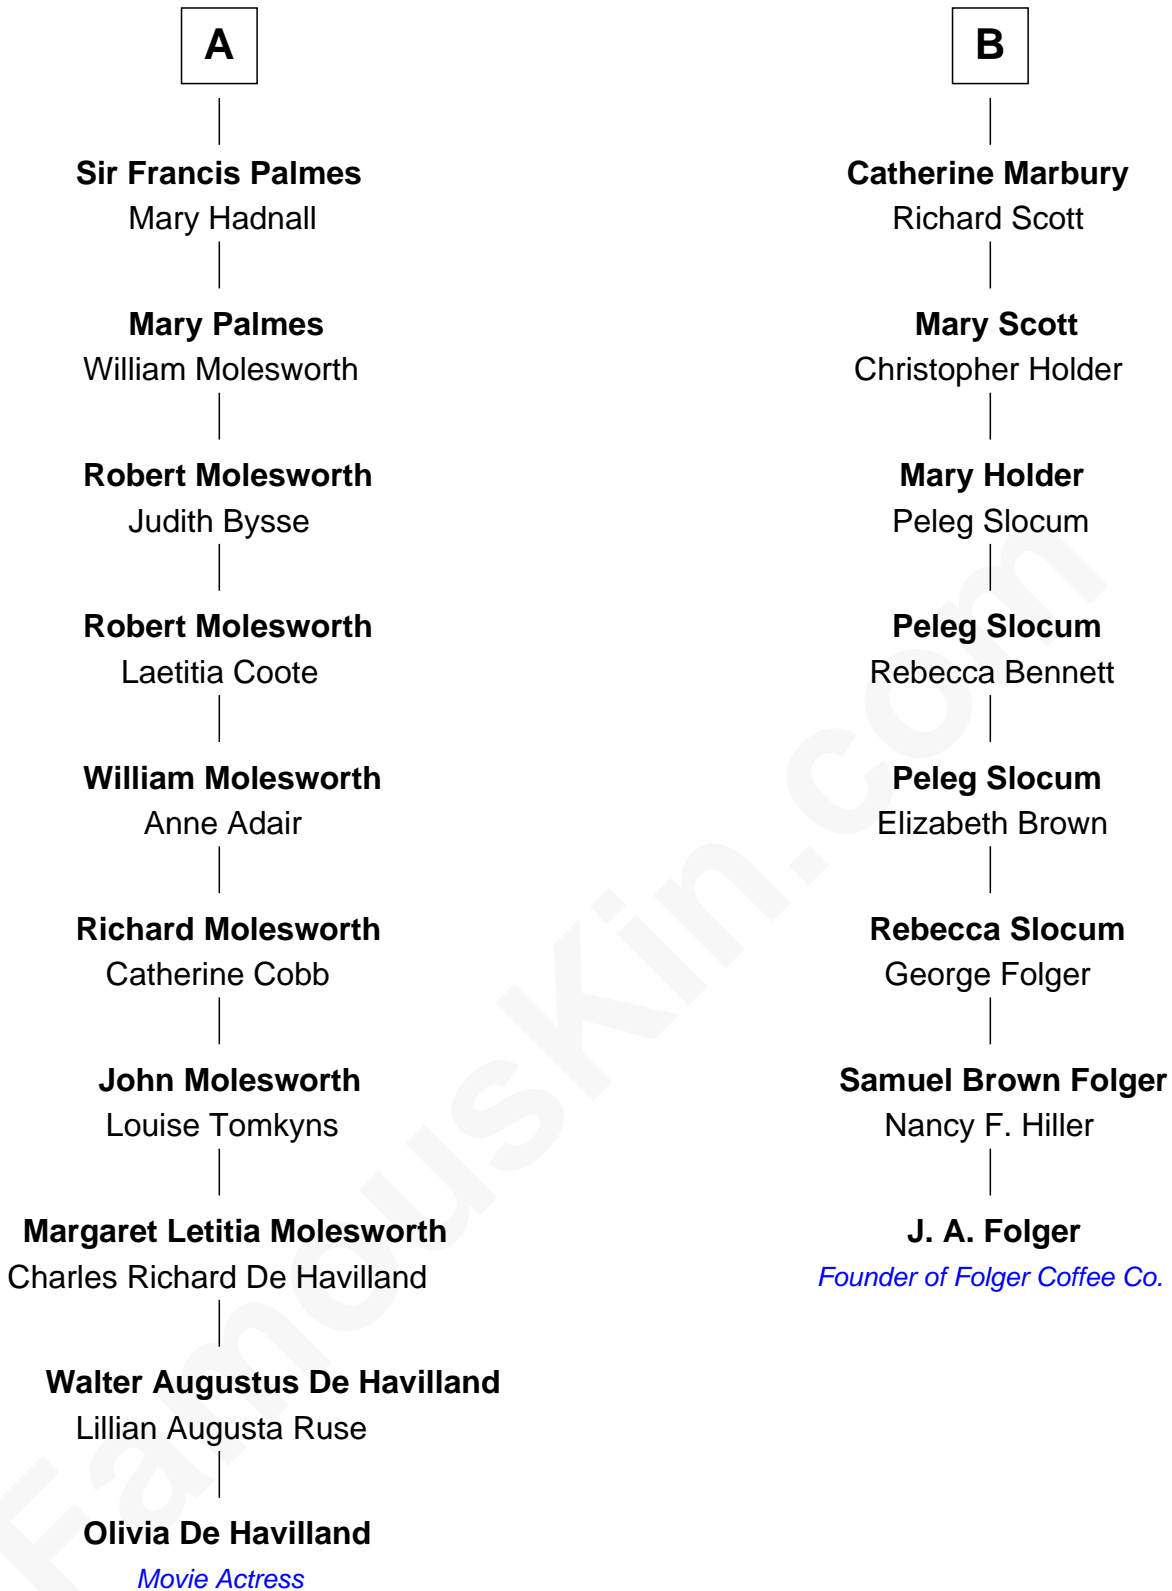 A
Sir Francis Palmes
Mary Hadnall
Mary Palmes
William Molesworth
Robert Molesworth
Judith Bysse
Robert Molesworth
Laetitia Coote
William Molesworth
Anne Adair
Richard Molesworth
Catherine Cobb
John Molesworth
Louise Tomkyns
Margaret Letitia Molesworth
Charles Richard De Havilland
Walter Augustus De Havilland
Lillian Augusta Ruse
Olivia De Havilland
Movie Actress
B
Catherine Marbury
Richard Scott
Mary Scott
Christopher Holder
Mary Holder
Peleg Slocum
Peleg Slocum
Rebecca Bennett
Peleg Slocum
Elizabeth Brown
Rebecca Slocum
George Folger
Samuel Brown Folger
Nancy F. Hiller
J. A. Folger
Founder of Folger Coffee Co.
FamousKin.com